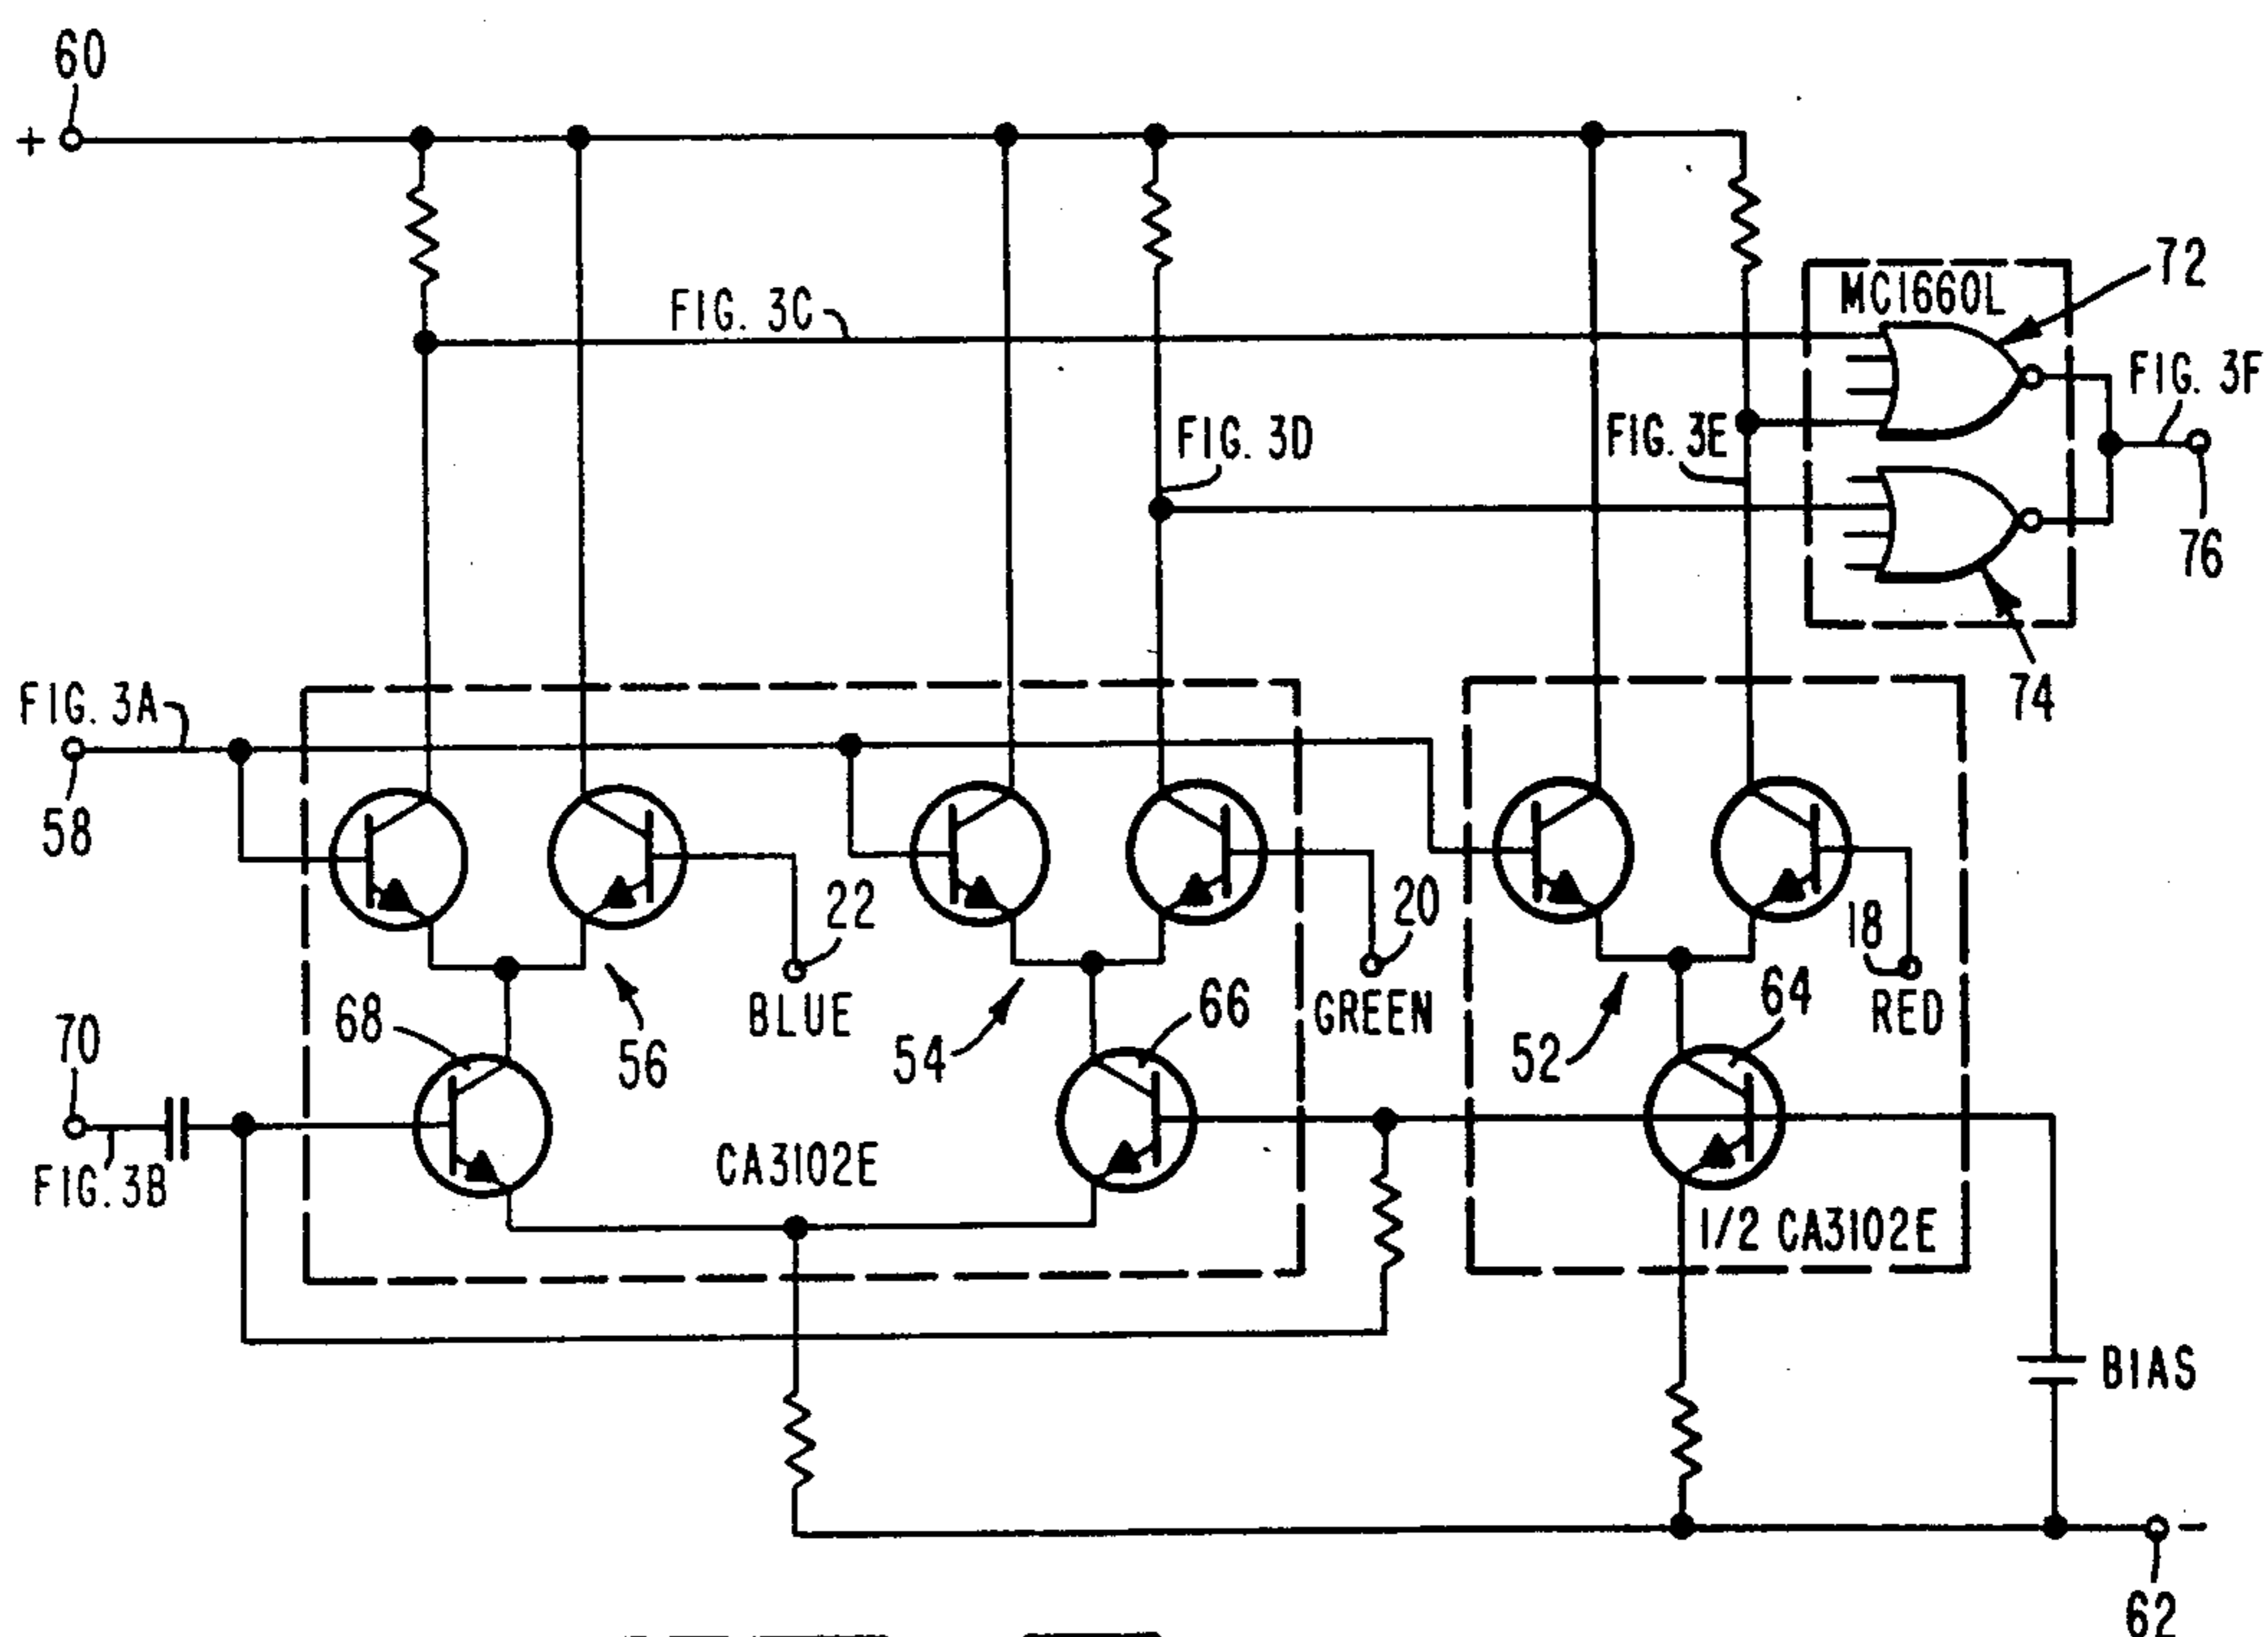 60
+
72
MC1660L
FIG. 3C
FIG. 3F
FIG. 3D
FIG. 3E
76
74
FIG. 3A
58
22
20
18
BLUE
GREEN
RED
68
56
54
66
52
64
70
FIG. 3B
CA3102E
1/2 CA3102E
BIAS
-
62